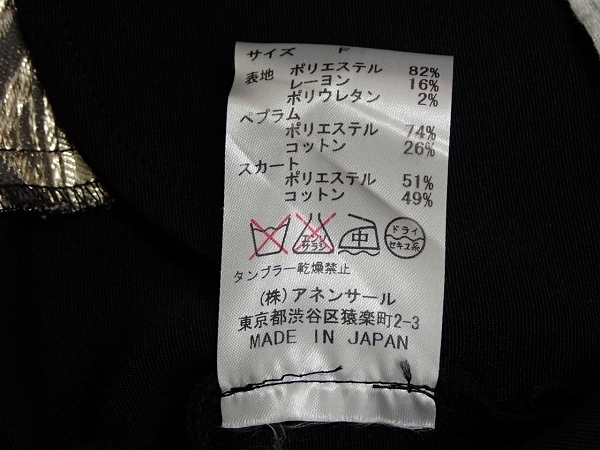 サイズ F
表地 ポリエステル 82%
レーヨン 16%
ポリウレタン 2%
ペプラム
ポリエステル 74%
コットン 26%
スカート
ポリエステル 51%
コットン 49%
エンソサラシ 中 ドライ セキユ系
タンブラー乾燥禁止
(株)アネンサール
東京都渋谷区猿楽町2-3
MADE IN JAPAN